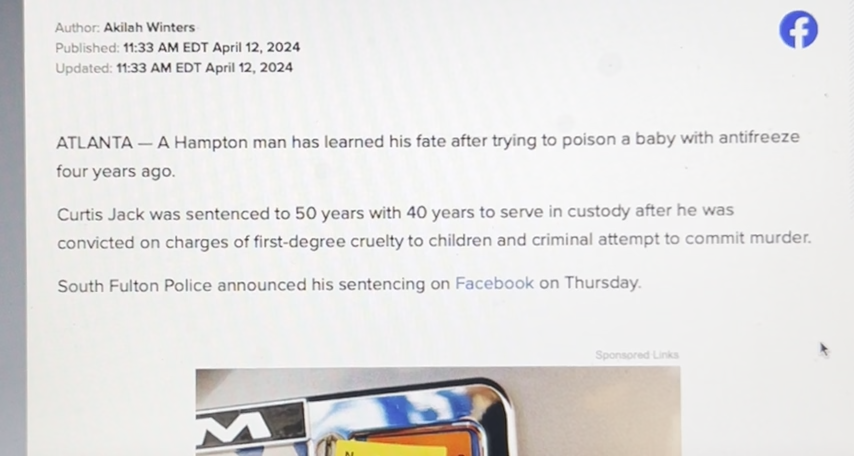 Author: Akilah Winters
Published: 11:33 AM EDT April 12, 2024
Updated: 11:33 AM EDT April 12, 2024
ATLANTA — A Hampton man has learned his fate after trying to poison a baby with antifreeze
four years ago.
Curtis Jack was sentenced to 50 years with 40 years to serve in custody after he was
convicted on charges of first-degree cruelty to children and criminal attempt to commit murder.
South Fulton Police announced his sentencing on Facebook on Thursday.
Sponsored Links
M